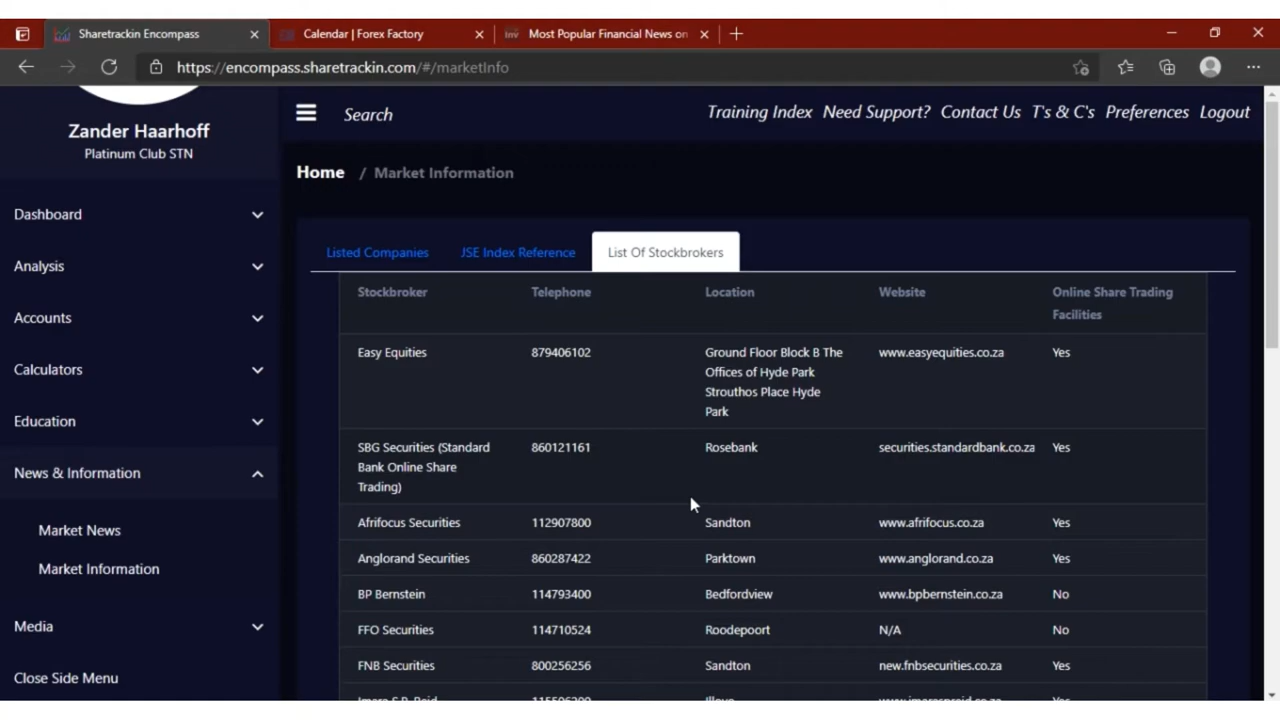 Sharetrackin Encompass
Calendar | Forex Factory
Most Popular Financial News on
https://encompass.sharetrackin.com/#/marketInfo
Zander Haarhoff
Platinum Club STN
Search
Training Index Need Support? Contact Us T's & C's Preferences Logout
Home / Market Information
Dashboard
Analysis
Accounts
Calculators
Education
News & Information
Market News
Market Information
Media
Close Side Menu
Listed Companies JSE Index Reference List Of Stockbrokers
Stockbroker Telephone Location Website Online Share Trading
Facilities
Easy Equities 879406102 Ground Floor Block B The www.easyequities.co.za Yes
Offices of Hyde Park
Strouthos Place Hyde
Park
SBG Securities (Standard 860121161 Rosebank securities.standardbank.co.za Yes
Bank Online Share
Trading)
Afrifocus Securities 112907800 Sandton www.afrifocus.co.za Yes
Anglorand Securities 860287422 Parktown www.anglorand.co.za Yes
BP Bernstein 114793400 Bedfordview www.bpbernstein.co.za No
FFO Securities 114710524 Roodepoort N/A No
FNB Securities 800256256 Sandton new.fnbsecurities.co.za Yes